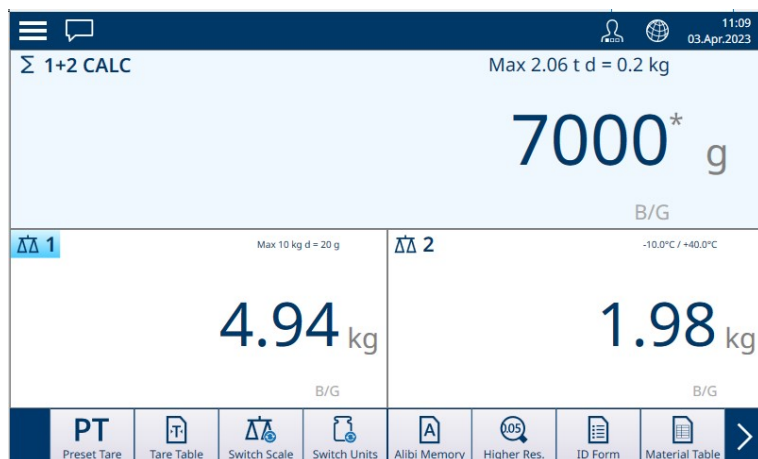 11:09
03.Apr.2023
Σ 1+2 CALC
Max 2.06 t d = 0.2 kg
7000* g
B/G
1
Max 10 kg d = 20 g
4.94 kg
B/G
2
-10.0°C / +40.0°C
1.98 kg
B/G
PT
Preset Tare
T
Tare Table
Switch Scale
Switch Units
A
Alibi Memory
0.05
Higher Res.
ID Form
Material Table